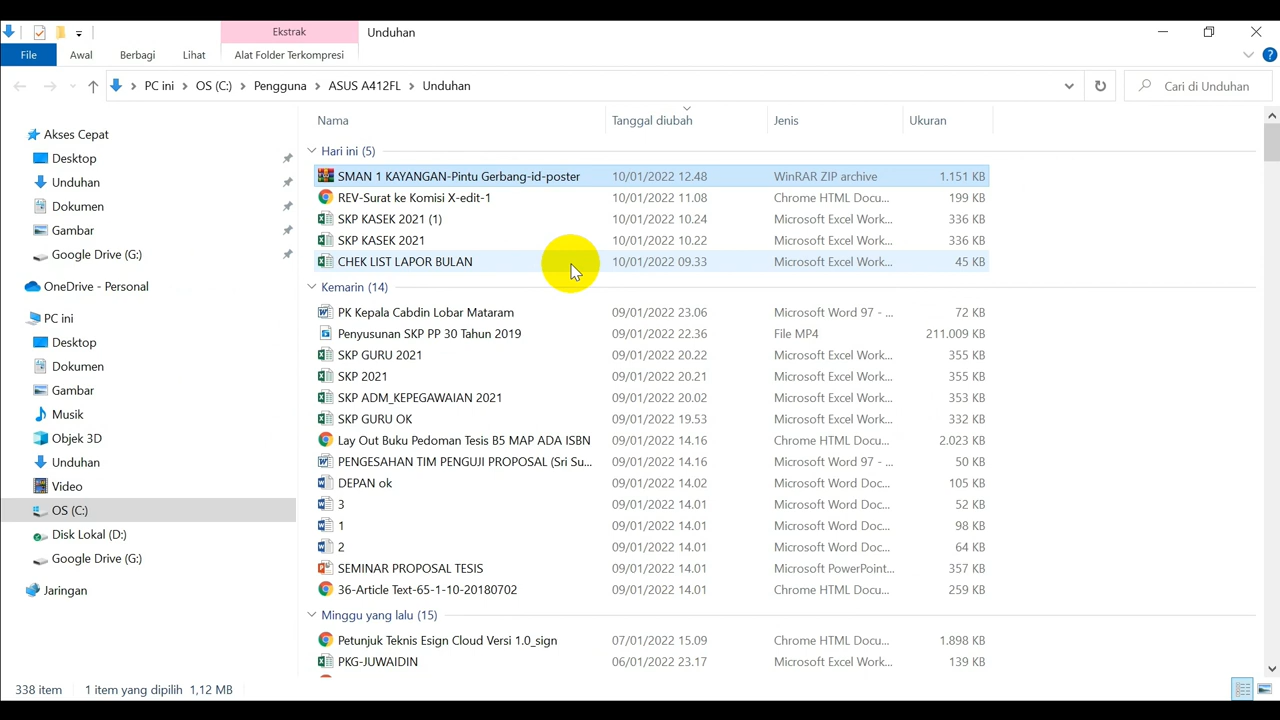 Ekstrak
Unduhan
File
Awal
Berbagi
Lihat
Alat Folder Terkompresi
PC ini
OS (C:)
Pengguna
ASUS A412FL
Unduhan
Cari di Unduhan
Akses Cepat
Desktop
Unduhan
Dokumen
Gambar
Google Drive (G:)
OneDrive - Personal
PC ini
Desktop
Dokumen
Gambar
Musik
Objek 3D
Unduhan
Video
OS (C:)
Disk Lokal (D:)
Google Drive (G:)
Jaringan
Nama Tanggal diubah Jenis Ukuran
Hari ini (5)
SMAN 1 KAYANGAN-Pintu Gerbang-id-poster 10/01/2022 12.48 WinRAR ZIP archive 1.151 KB
REV-Surat ke Komisi X-edit-1 10/01/2022 11.08 Chrome HTML Docu... 199 KB
SKP KASEK 2021 (1) 10/01/2022 10.24 Microsoft Excel Work... 336 KB
SKP KASEK 2021 10/01/2022 10.22 Microsoft Excel Work... 336 KB
CHEK LIST LAPOR BULAN 10/01/2022 09.33 Microsoft Excel Work... 45 KB
Kemarin (14)
PK Kepala Cabdin Lobar Mataram 09/01/2022 23.06 Microsoft Word 97 - ... 72 KB
Penyusunan SKP PP 30 Tahun 2019 09/01/2022 22.36 File MP4 211.009 KB
SKP GURU 2021 09/01/2022 20.22 Microsoft Excel Work... 355 KB
SKP 2021 09/01/2022 20.21 Microsoft Excel Work... 355 KB
SKP ADM_KEPEGAWAIAN 2021 09/01/2022 20.02 Microsoft Excel Work... 353 KB
SKP GURU OK 09/01/2022 19.53 Microsoft Excel Work... 332 KB
Lay Out Buku Pedoman Tesis B5 MAP ADA ISBN 09/01/2022 14.16 Chrome HTML Docu... 2.023 KB
PENGESAHAN TIM PENGUJI PROPOSAL (Sri Su... 09/01/2022 14.16 Microsoft Word 97 - ... 50 KB
DEPAN ok 09/01/2022 14.02 Microsoft Word Doc... 105 KB
3 09/01/2022 14.01 Microsoft Word Doc... 52 KB
1 09/01/2022 14.01 Microsoft Word Doc... 98 KB
2 09/01/2022 14.01 Microsoft Word Doc... 64 KB
SEMINAR PROPOSAL TESIS 09/01/2022 14.01 Microsoft PowerPoint... 357 KB
36-Article Text-65-1-10-20180702 09/01/2022 14.01 Chrome HTML Docu... 259 KB
Minggu yang lalu (15)
Petunjuk Teknis Esign Cloud Versi 1.0_sign 07/01/2022 15.09 Chrome HTML Docu... 1.898 KB
PKG-JUWAIDIN 06/01/2022 23.17 Microsoft Excel Work... 139 KB
338 item 1 item yang dipilih 1,12 MB